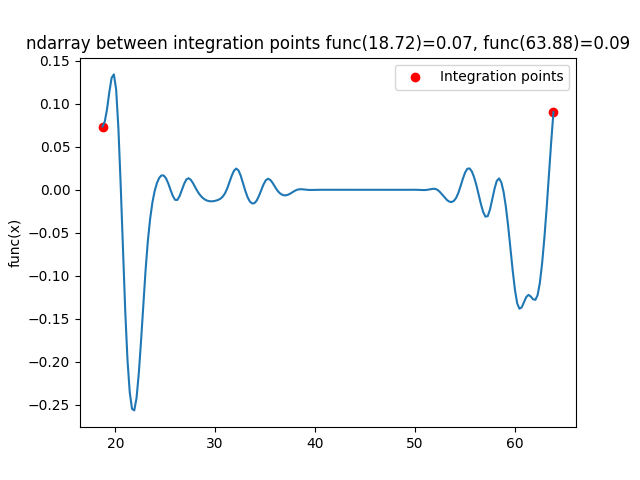 ndarray between integration points func(18.72)=0.07, func(63.88)=0.09
Integration points
func(x)
0.15
0.10
0.05
0.00
−0.05
−0.10
−0.15
−0.20
−0.25
20 30 40 50 60